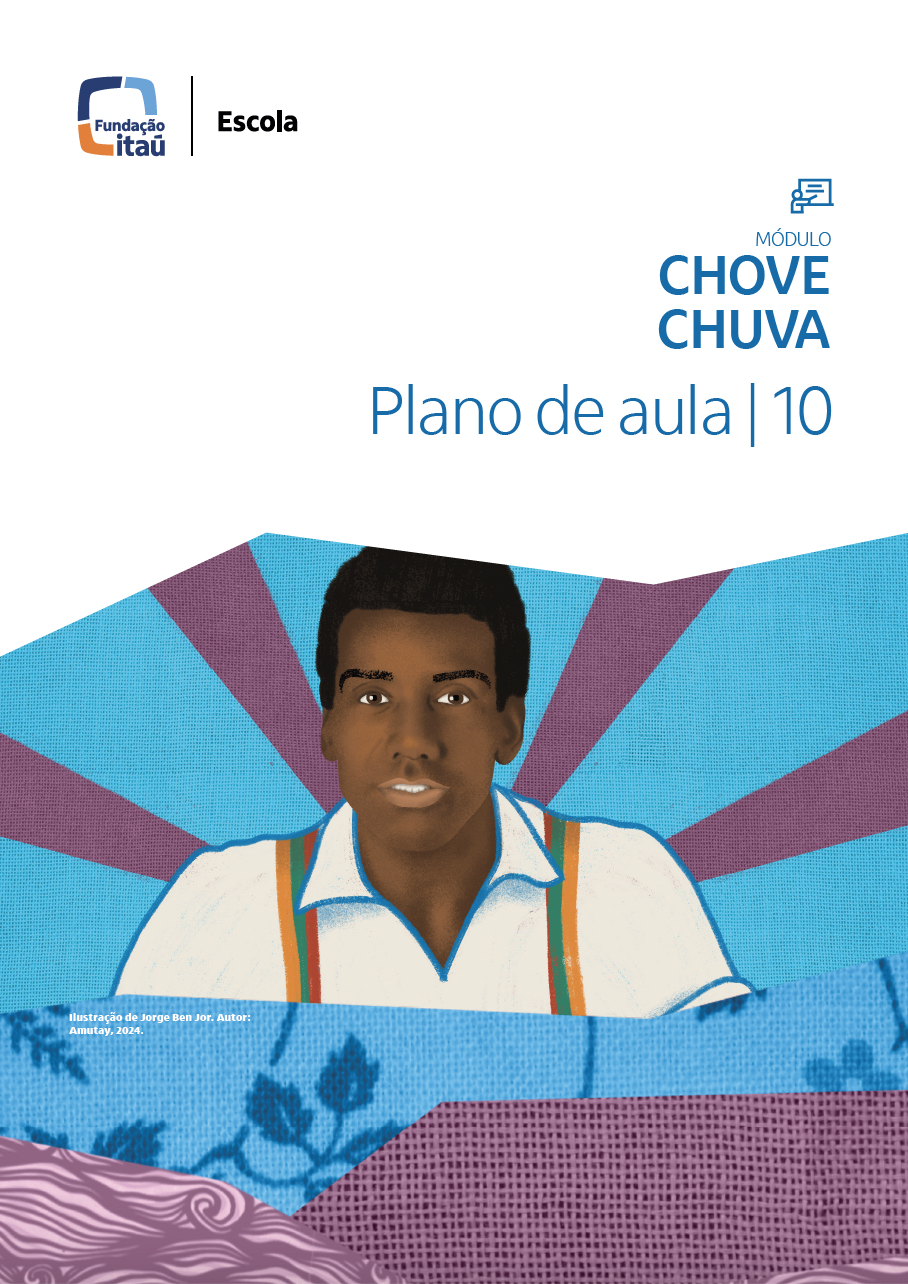 Fundação
itaú
Escola
MÓDULO
CHOVE
CHUVA
Plano de aula | 10
Ilustração de Jorge Ben Jor. Autor:
Amutay, 2024.